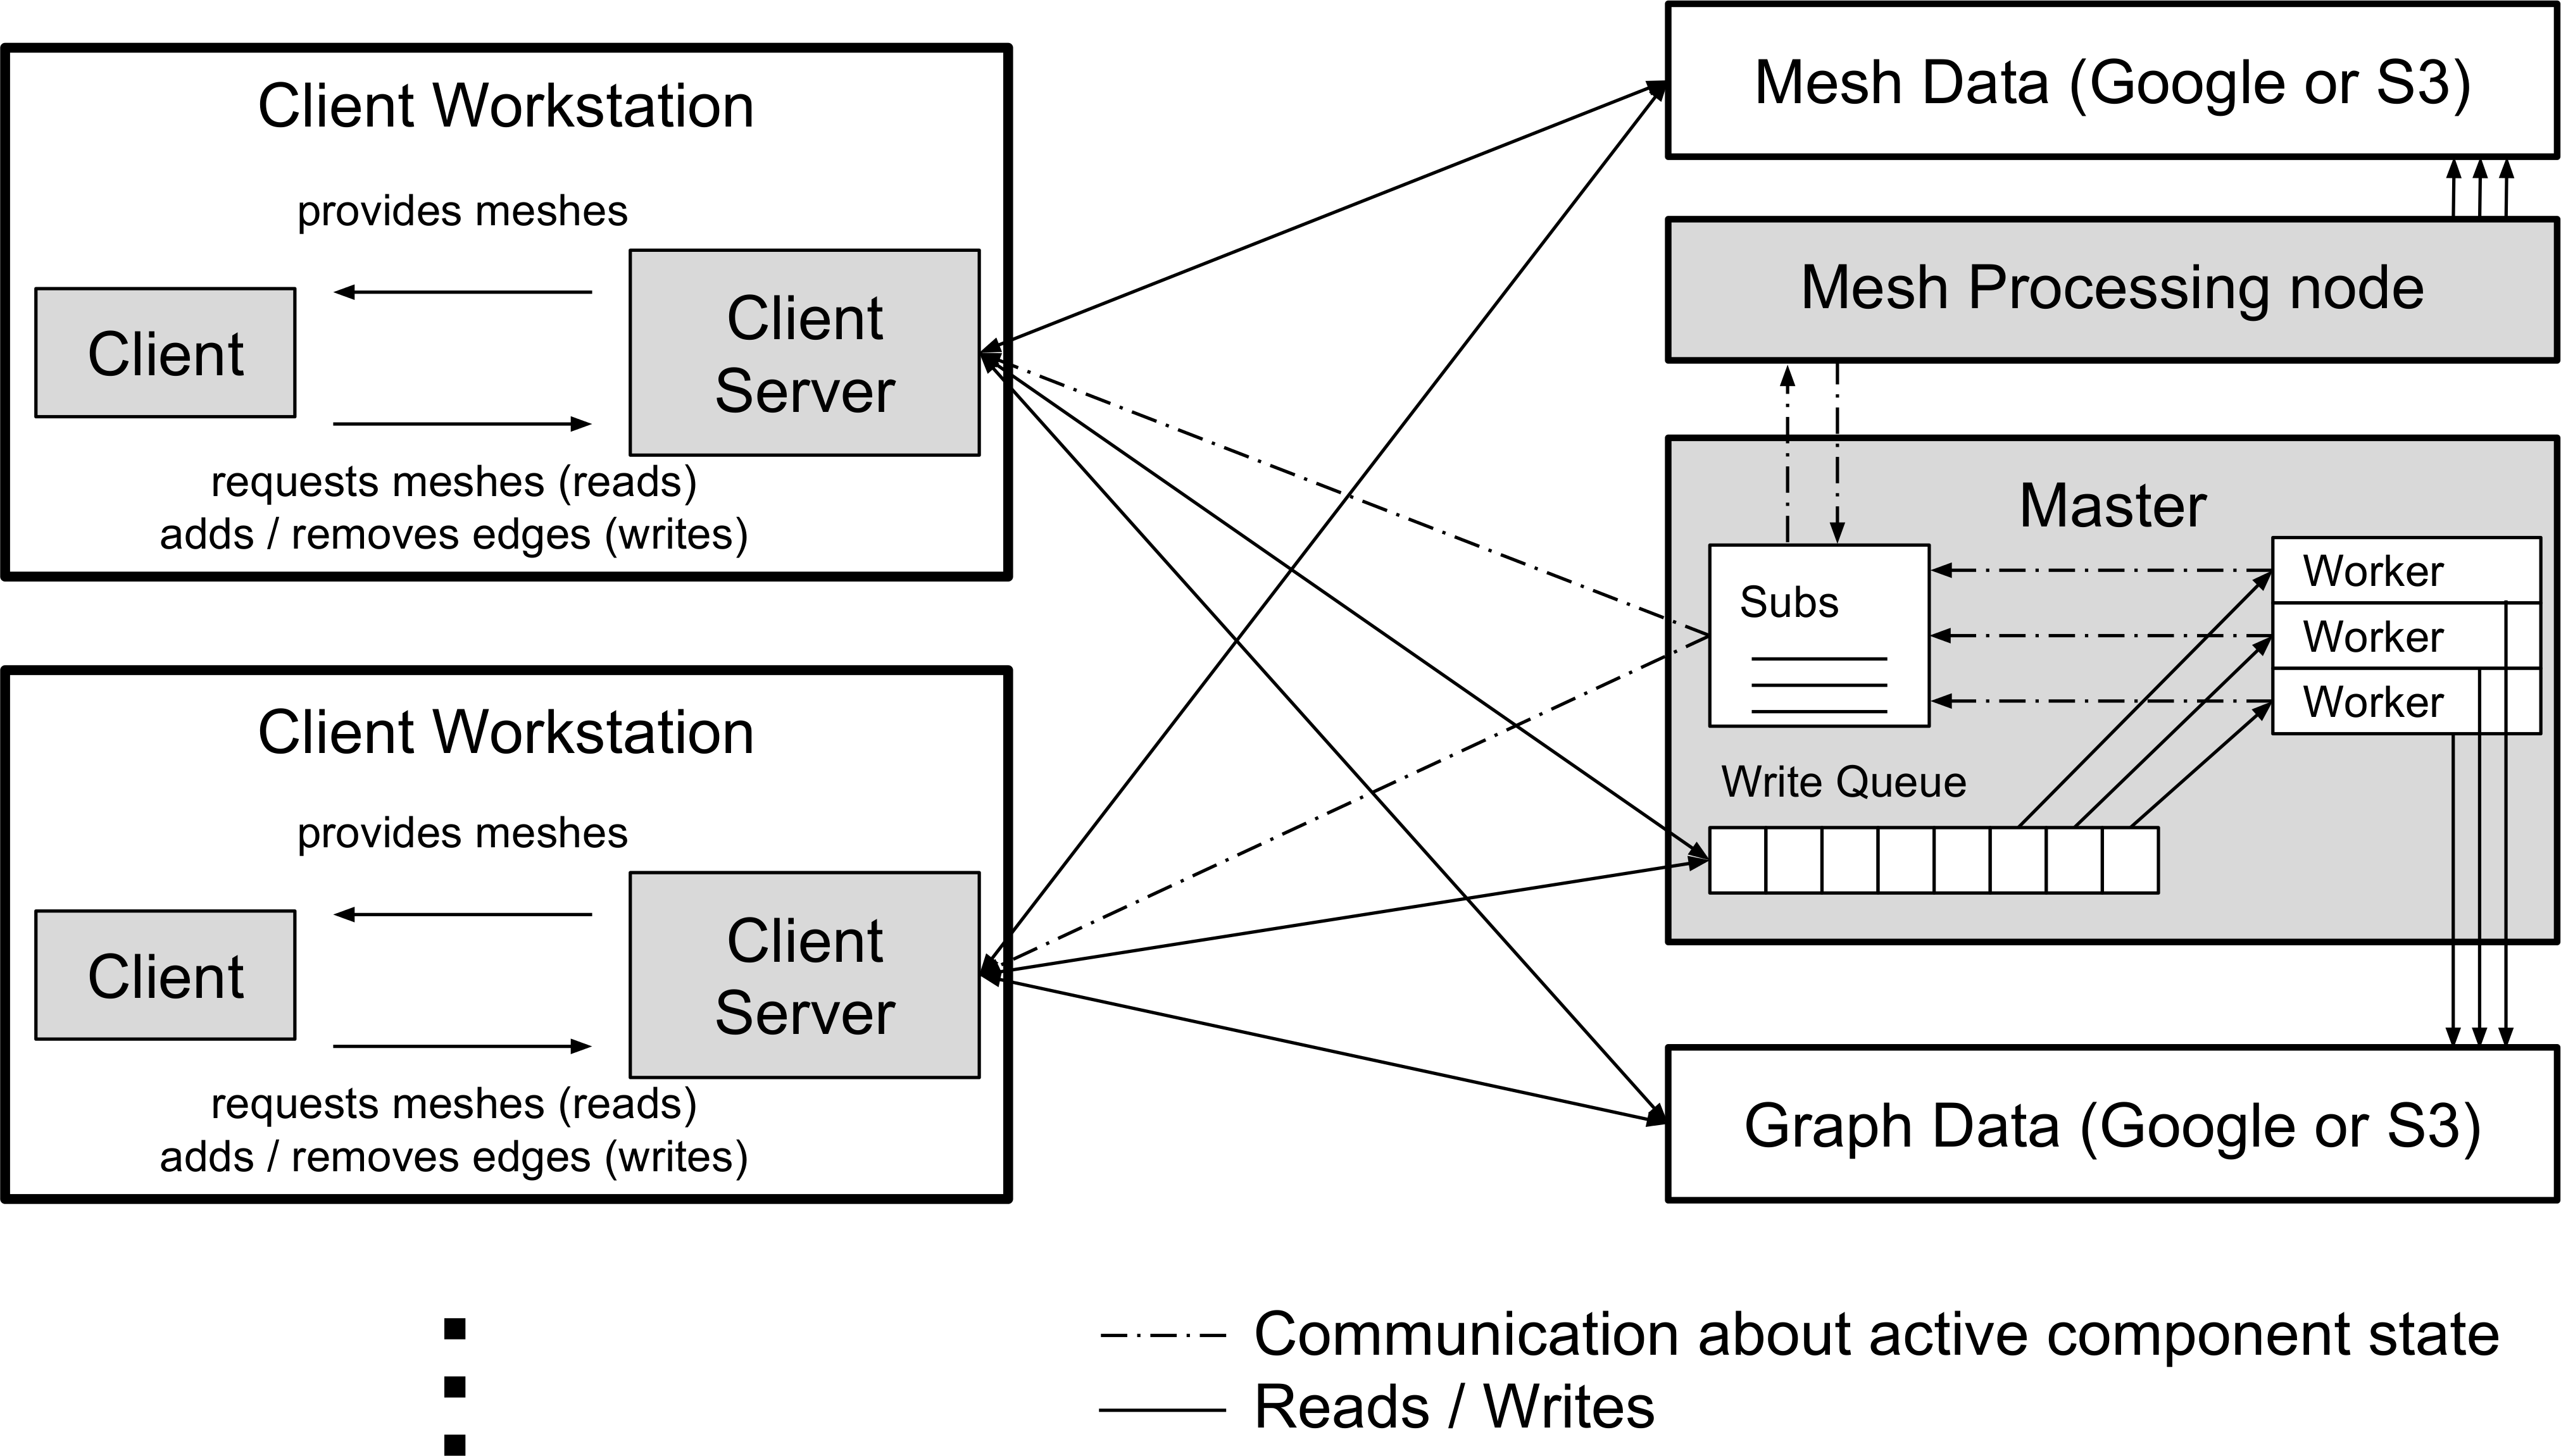 Client Workstation
provides meshes
Client
Client
Server
requests meshes (reads)
adds / removes edges (writes)
Client Workstation
provides meshes
Client
Client
Server
requests meshes (reads)
adds / removes edges (writes)
Mesh Data (Google or S3)
Mesh Processing node
Master
Subs
Worker
Worker
Worker
Write Queue
Graph Data (Google or S3)
Communication about active component state
Reads / Writes